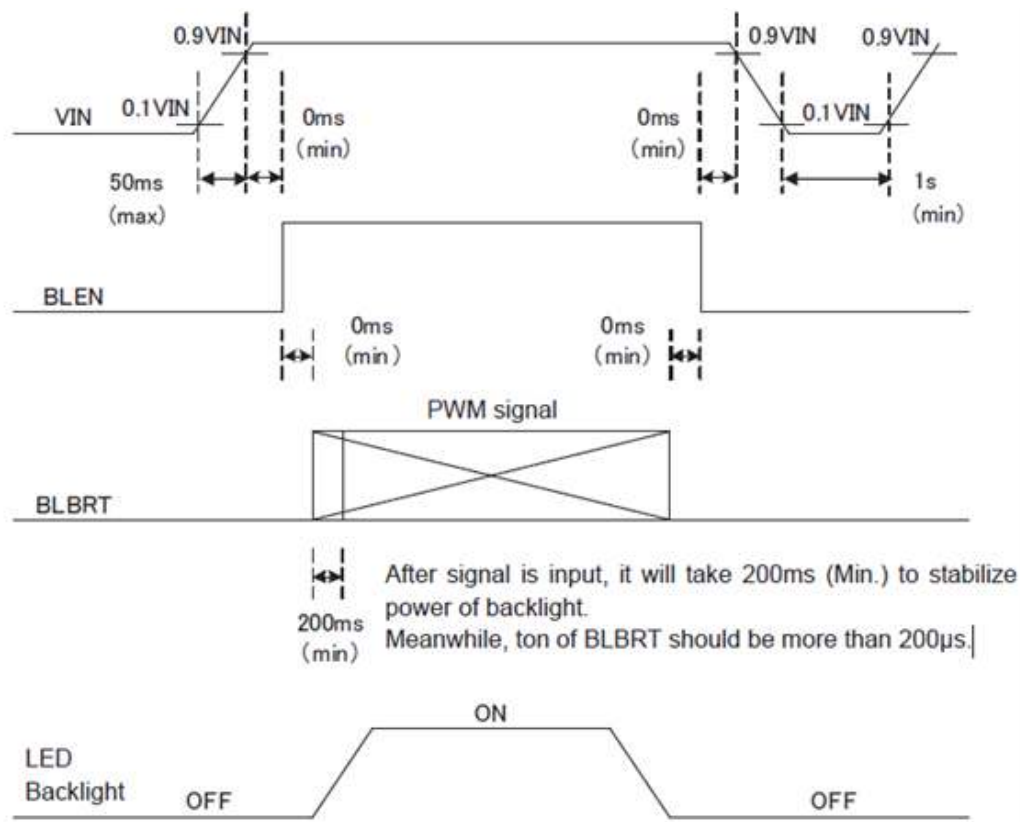 0.9VIN
0.9VIN
0.9VIN
VIN
0.1VIN
0ms
(min)
0ms
(min)
0.1VIN
50ms
(max)
1s
(min)
BLEN
0ms
(min)
0ms
(min)
PWM signal
BLBRT
200ms
(min)
After signal is input, it will take 200ms (Min.) to stabilize
power of backlight.
Meanwhile, ton of BLBRT should be more than 200µs.
ON
LED
Backlight
OFF
OFF